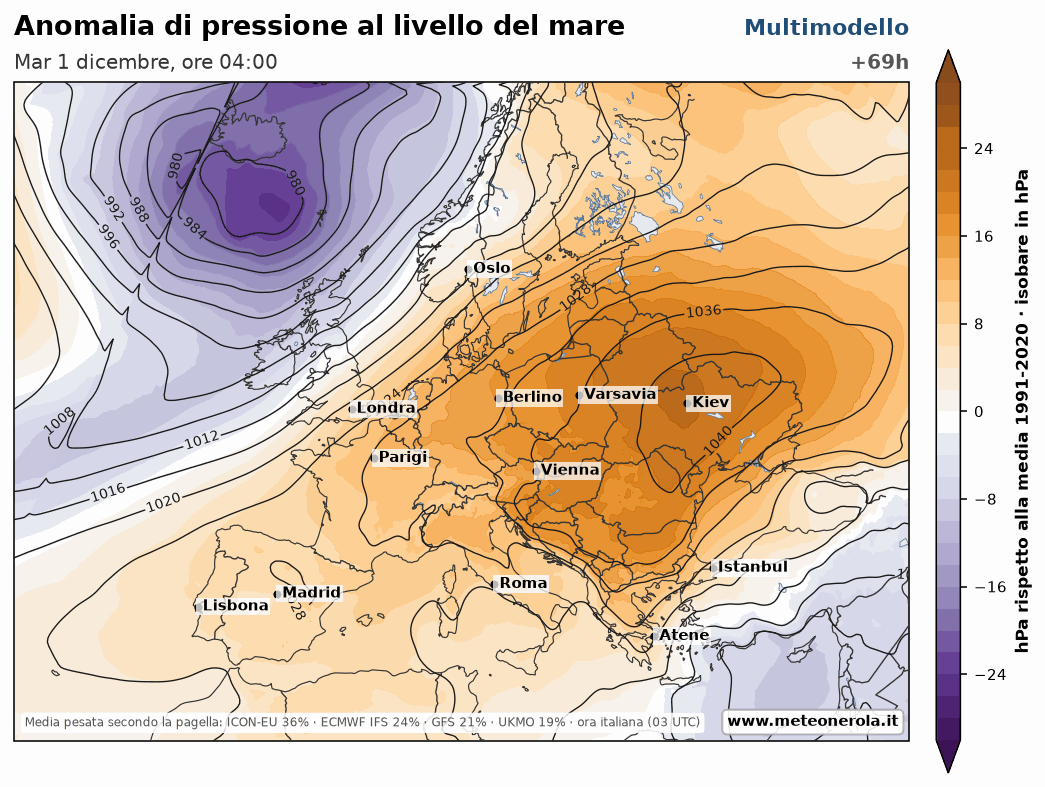 Anomalia di pressione al livello del mare
Multimodello
Mar 1 dicembre, ore 04:00
+69h
980
980
992
988
984
996
Oslo
1028
1036
24
Londra
Berlino
Varsavia
Kiev
1008
1012
Parigi
1040
Vienna
1016
1020
Istanbul
Roma
Madrid
Lisbona
1028
Atene
Media pesata secondo la pagella: ICON-EU 36% · ECMWF IFS 24% · GFS 21% · UKMO 19% · ora italiana (03 UTC)
www.meteonerola.it
24
16
8
0
−8
−16
−24
hPa rispetto alla media 1991-2020 · isobare in hPa